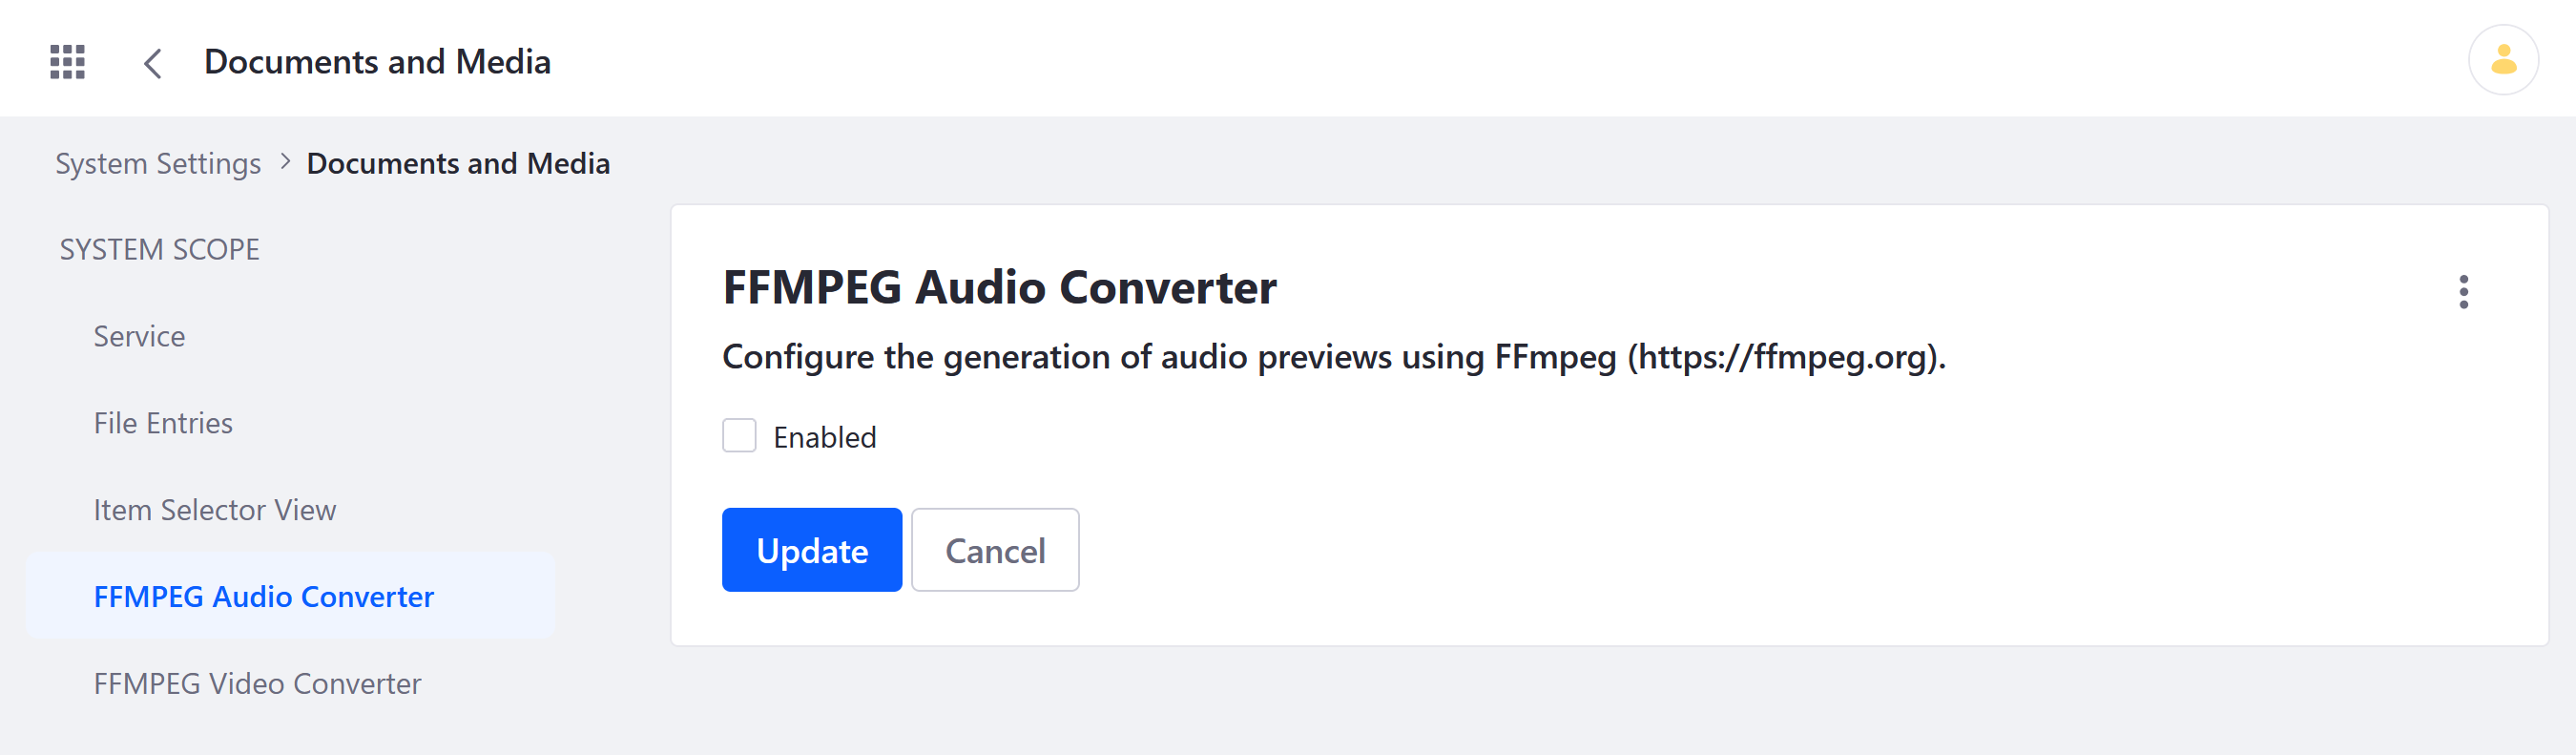 Documents and Media
System Settings > Documents and Media
SYSTEM SCOPE
Service
File Entries
Item Selector View
FFMPEG Audio Converter
FFMPEG Video Converter
FFMPEG Audio Converter
Configure the generation of audio previews using FFmpeg (https://ffmpeg.org).
Enabled
Update
Cancel